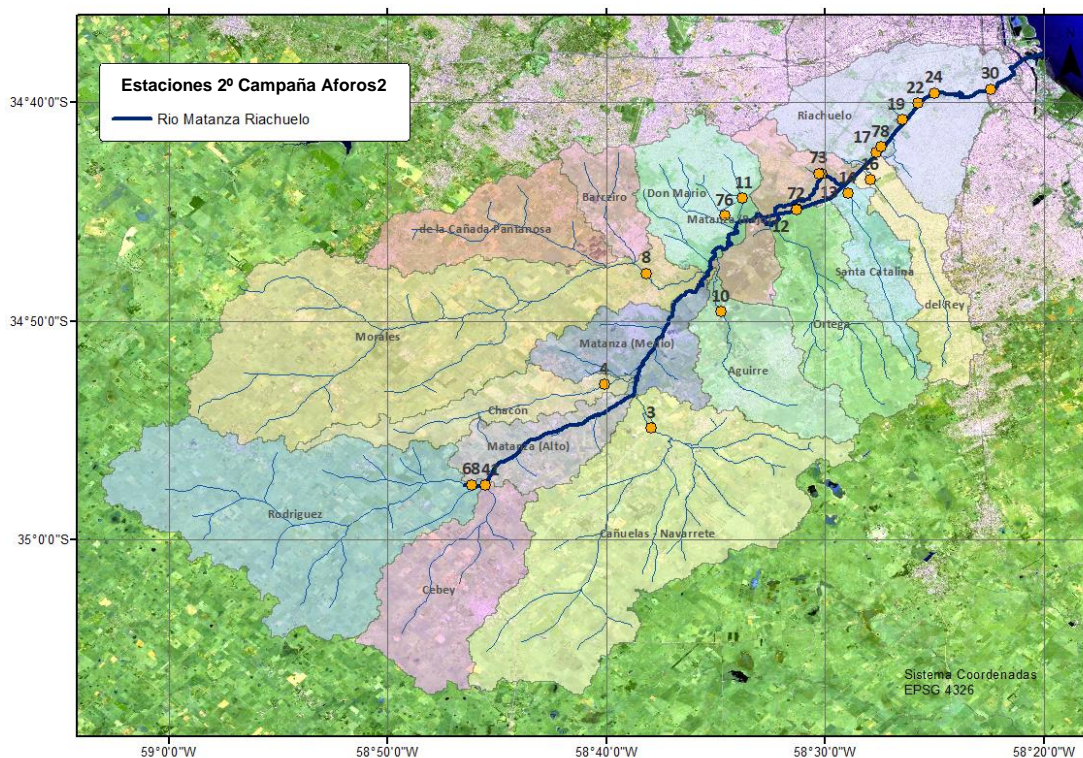 Estaciones 2º Campaña Aforos2
Rio Matanza Riachuelo
34°40'0"S
34°50'0"S
35°0'0"S
30
24
22
19
Riachuelo
17
78
16
73
14
13
72
12
11
76
Don Mario
Barceiro
de la Cañada Pantanosa
8
Santa Catalina
del Rey
10
Ortega
Morales
Matanza (Medio)
Aguirre
4
Chacón
3
Matanza (Alto)
68
41
Rodriguez
Cañuelas - Navarrete
Cebey
Sistema Coordenadas
EPSG 4326
59°0'0"W
58°50'0"W
58°40'0"W
58°30'0"W
58°20'0"W